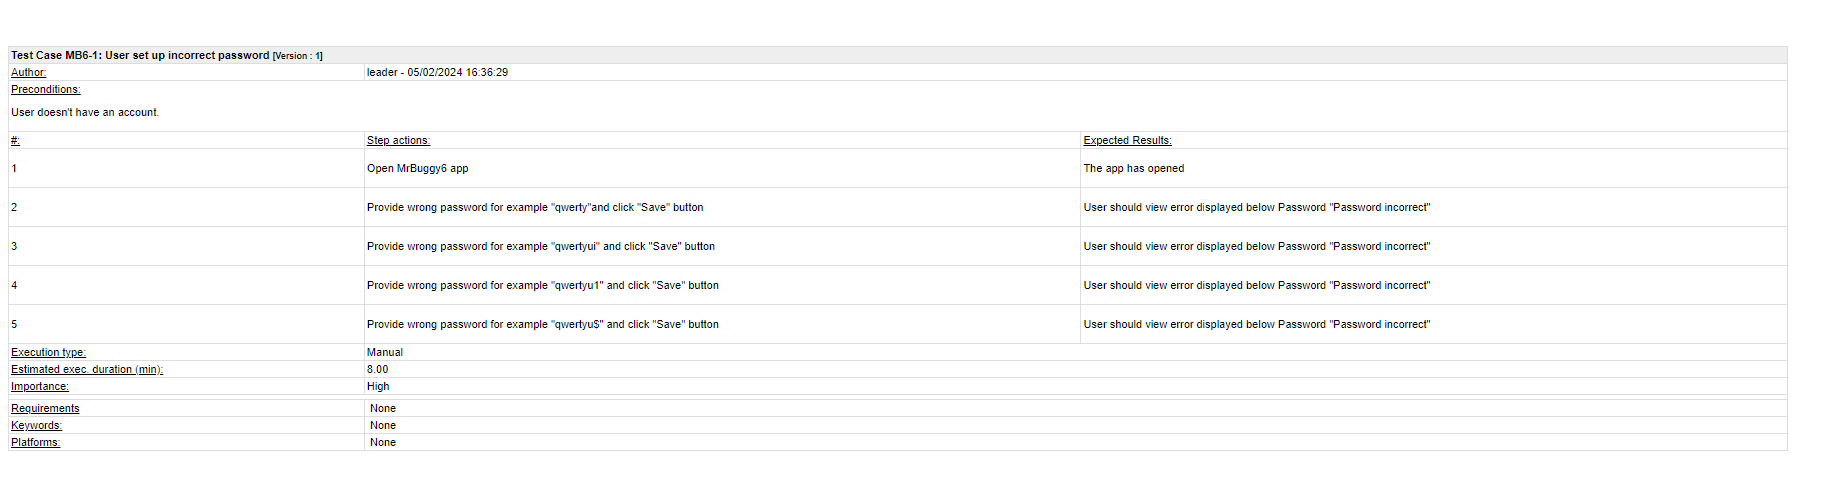 Test Case MB6-1: User set up incorrect password [Version : 1]
Author: leader - 05/02/2024 16:36:29
Preconditions:
User doesn't have an account.
#: Step actions: Expected Results:
1 Open MrBuggy6 app The app has opened
2 Provide wrong password for example "qwerty"and click "Save" button User should view error displayed below Password "Password incorrect"
3 Provide wrong password for example "qwertyui" and click "Save" button User should view error displayed below Password "Password incorrect"
4 Provide wrong password for example "qwertyu1" and click "Save" button User should view error displayed below Password "Password incorrect"
5 Provide wrong password for example "qwertyu$" and click "Save" button User should view error displayed below Password "Password incorrect"
Execution type: Manual
Estimated exec. duration (min): 8.00
Importance: High
Requirements None
Keywords: None
Platforms: None